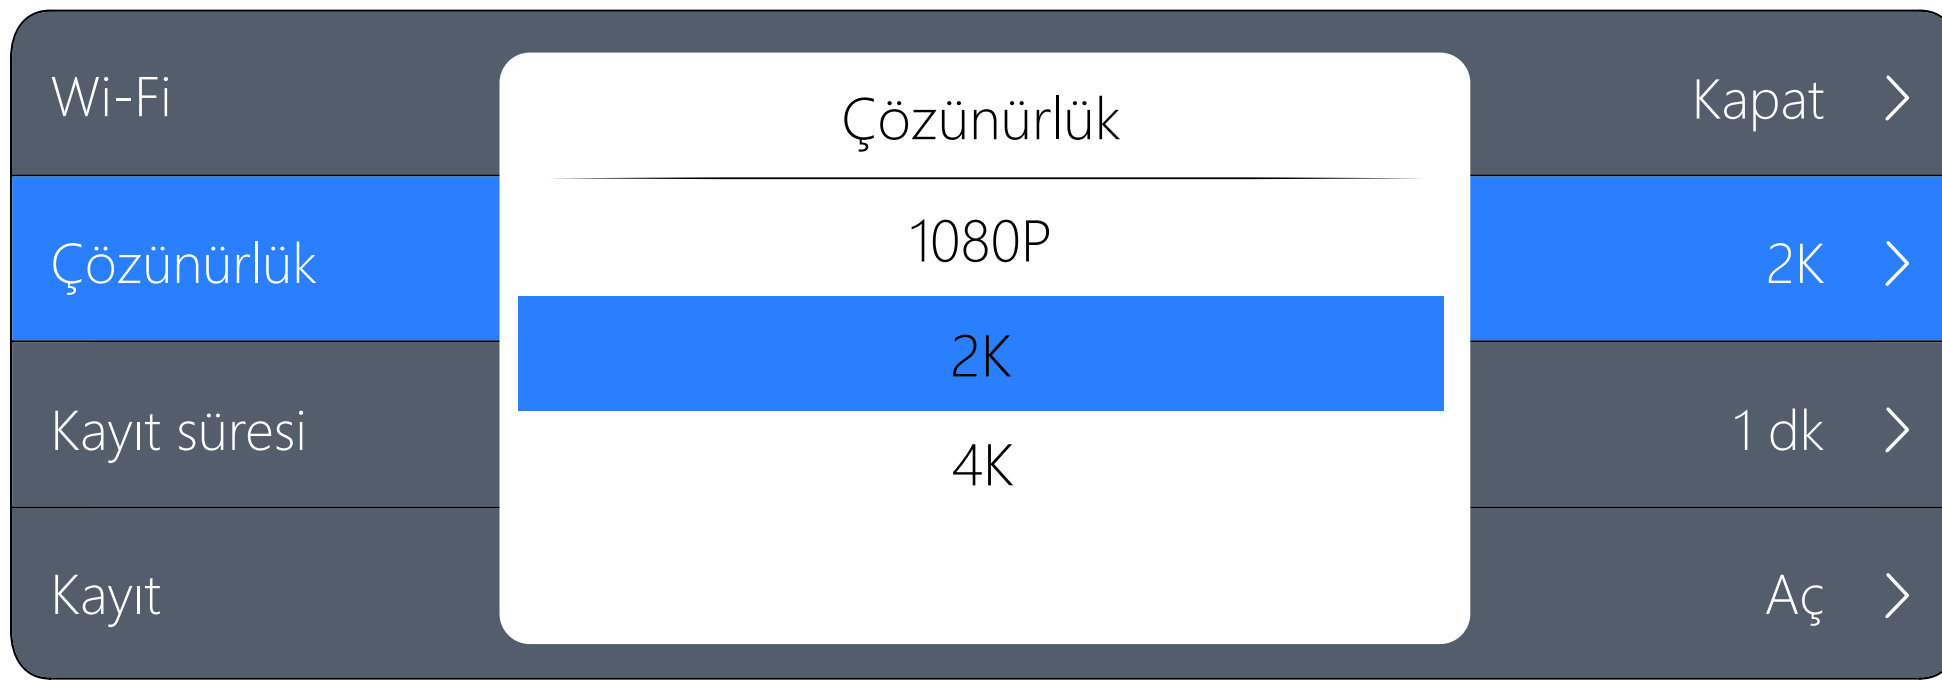 Wi-Fi
Kapat
Çözünürlük
2K
Kayıt süresi
1 dk
Kayıt
Aç
Çözünürlük
1080P
2K
4K